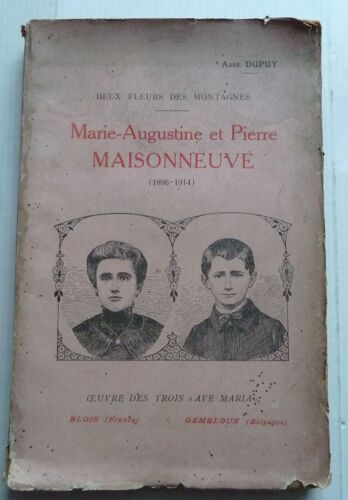 Abbé DUPUY
DEUX FLEURS DES MONTAGNES
Marie-Augustine et Pierre
MAISONNEUVE
(1896-1914)
ŒUVRE DES TROIS « AVE MARIA »
BLOIS (France) - GEMBLOUX (Belgique)